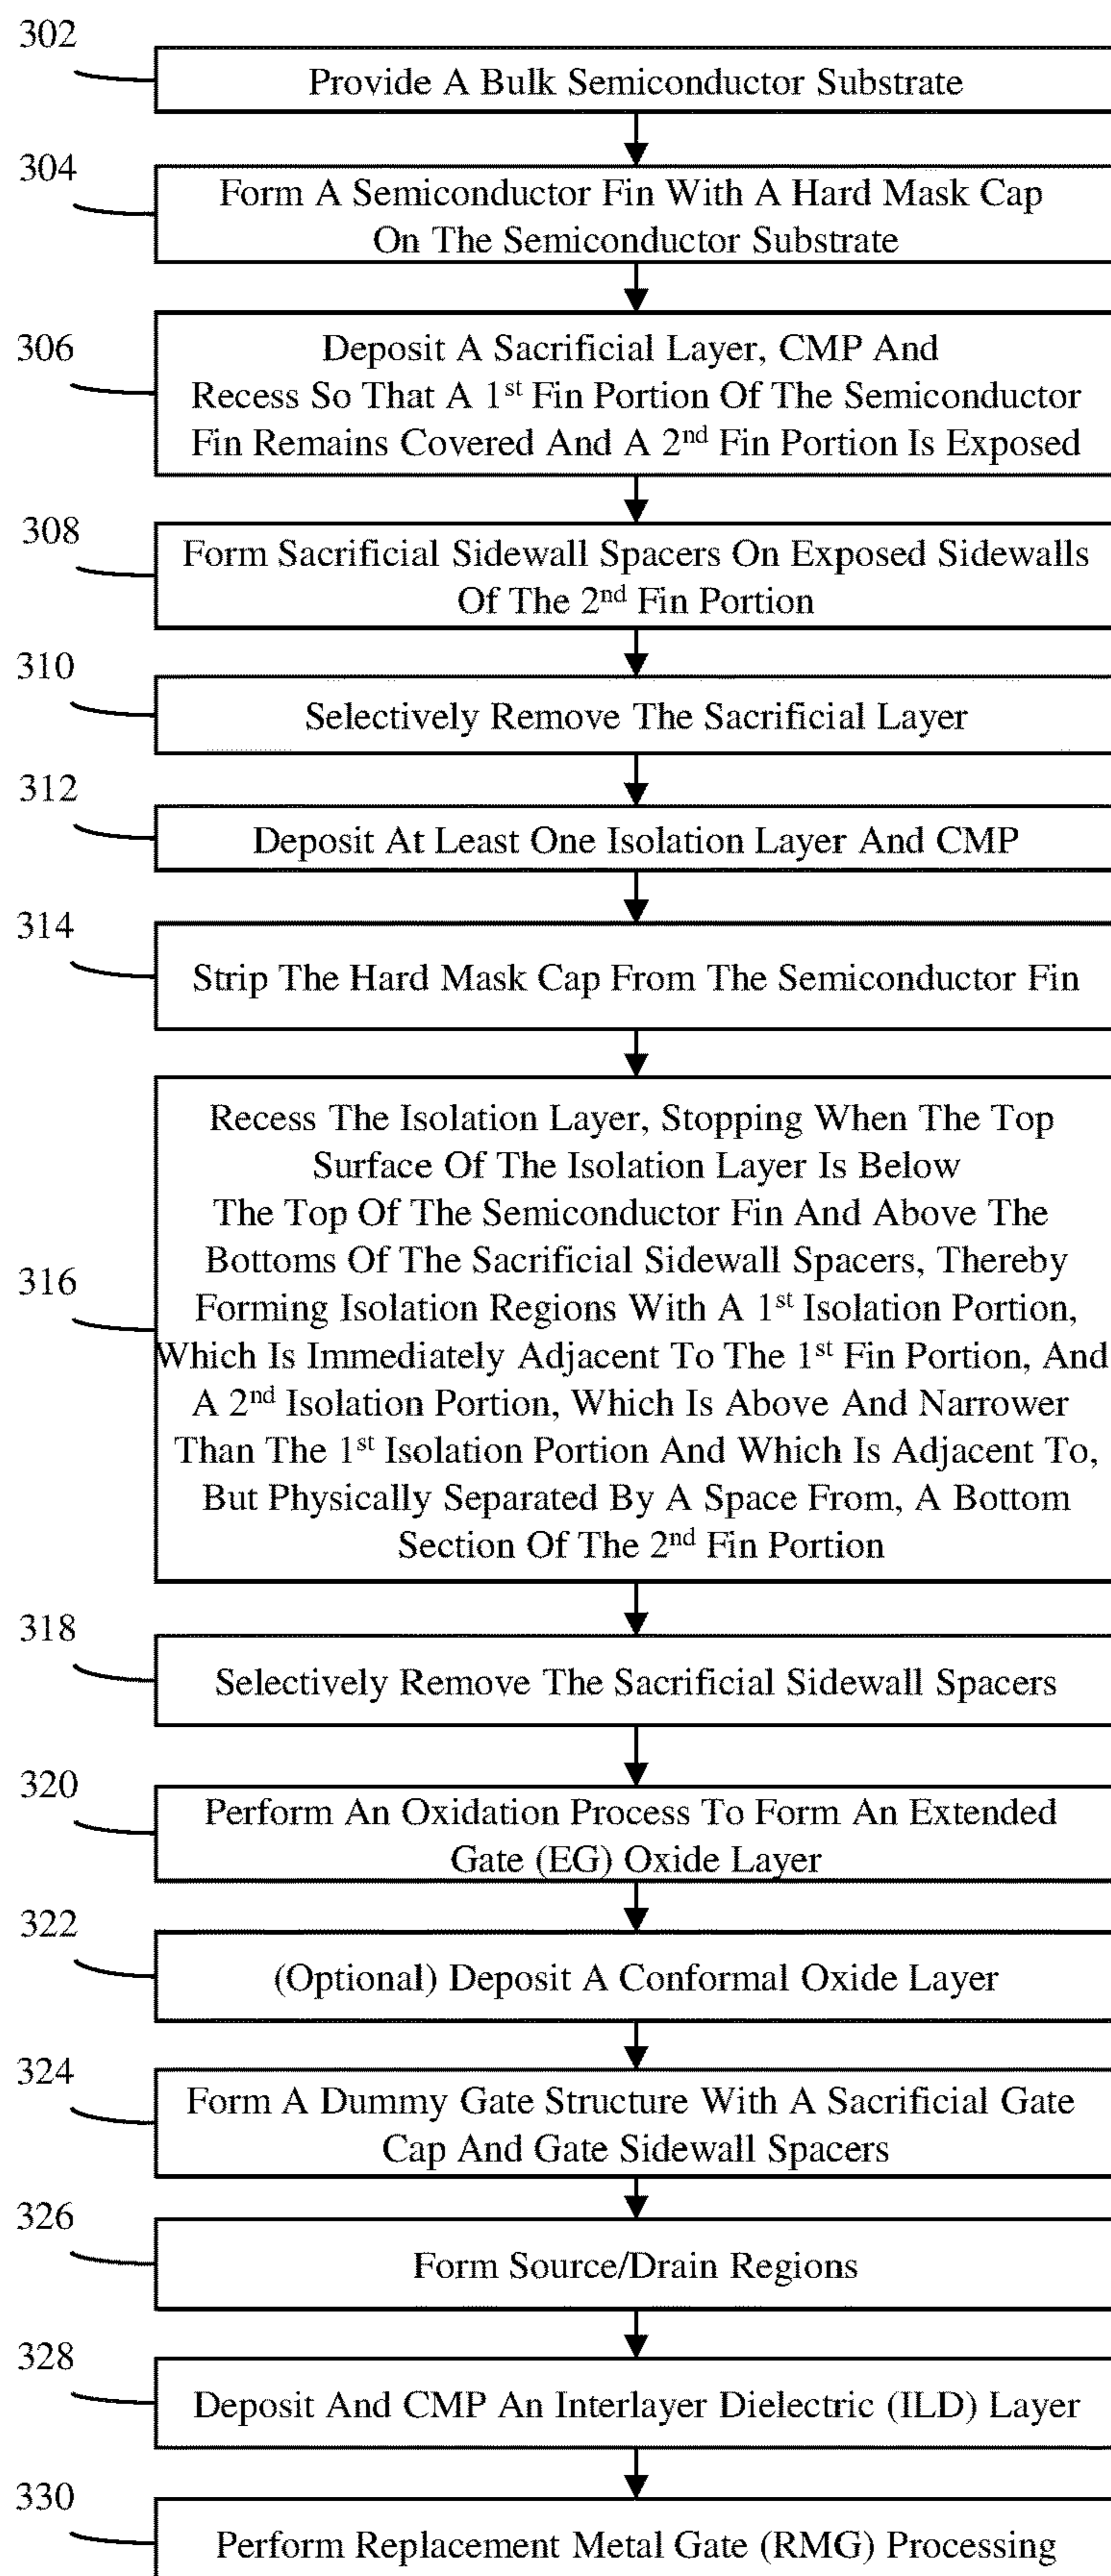 302
Provide A Bulk Semiconductor Substrate
304
Form A Semiconductor Fin With A Hard Mask Cap
On The Semiconductor Substrate
306
Deposit A Sacrificial Layer, CMP And
Recess So That A 1st Fin Portion Of The Semiconductor
Fin Remains Covered And A 2nd Fin Portion Is Exposed
308
Form Sacrificial Sidewall Spacers On Exposed Sidewalls
Of The 2nd Fin Portion
310
Selectively Remove The Sacrificial Layer
312
Deposit At Least One Isolation Layer And CMP
314
Strip The Hard Mask Cap From The Semiconductor Fin
316
Recess The Isolation Layer, Stopping When The Top
Surface Of The Isolation Layer Is Below
The Top Of The Semiconductor Fin And Above The
Bottoms Of The Sacrificial Sidewall Spacers, Thereby
Forming Isolation Regions With A 1st Isolation Portion,
Which Is Immediately Adjacent To The 1st Fin Portion, And
A 2nd Isolation Portion, Which Is Above And Narrower
Than The 1st Isolation Portion And Which Is Adjacent To,
But Physically Separated By A Space From, A Bottom
Section Of The 2nd Fin Portion
318
Selectively Remove The Sacrificial Sidewall Spacers
320
Perform An Oxidation Process To Form An Extended
Gate (EG) Oxide Layer
322
(Optional) Deposit A Conformal Oxide Layer
324
Form A Dummy Gate Structure With A Sacrificial Gate
Cap And Gate Sidewall Spacers
326
Form Source/Drain Regions
328
Deposit And CMP An Interlayer Dielectric (ILD) Layer
330
Perform Replacement Metal Gate (RMG) Processing